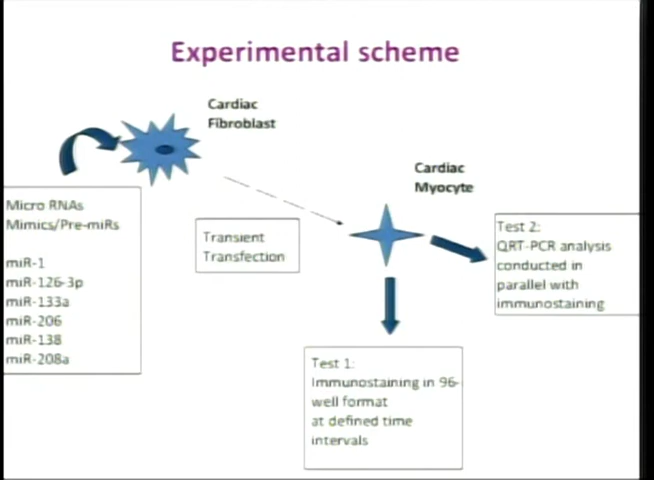 Experimental scheme
Cardiac
Fibroblast
Cardiac
Myocyte
Micro RNAs
Mimics/Pre-miRs
miR-1
miR-126-3p
miR-133a
miR-206
miR-138
miR-208a
Transient
Transfection
Test 2:
QRT-PCR analysis
conducted in
parallel with
immunostaining
Test 1:
Immunostaining in 96-
well format
at defined time
intervals